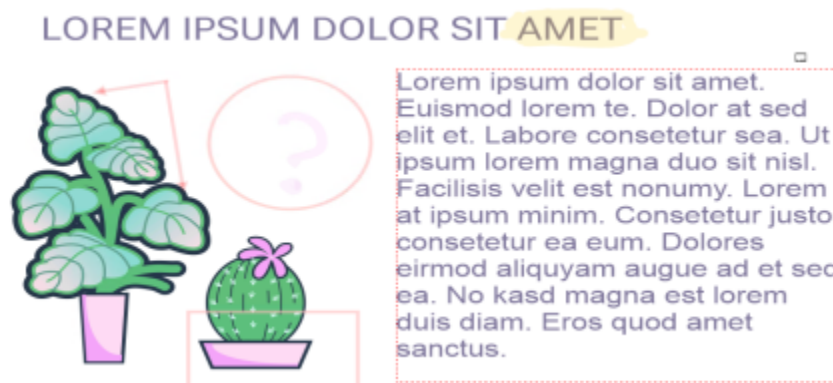 LOREM IPSUM DOLOR SIT AMET
?
Lorem ipsum dolor sit amet.
Euismod lorem te. Dolor at sed
elit et. Labore consetetur sea. Ut
ipsum lorem magna duo sit nisl.
Facilisis velit est nonumy. Lorem
at ipsum minim. Consetetur justo
consetetur ea eum. Dolores
eirmod aliquyam augue ad et sed
ea. No kasd magna est lorem
duis diam. Eros quod amet
sanctus.